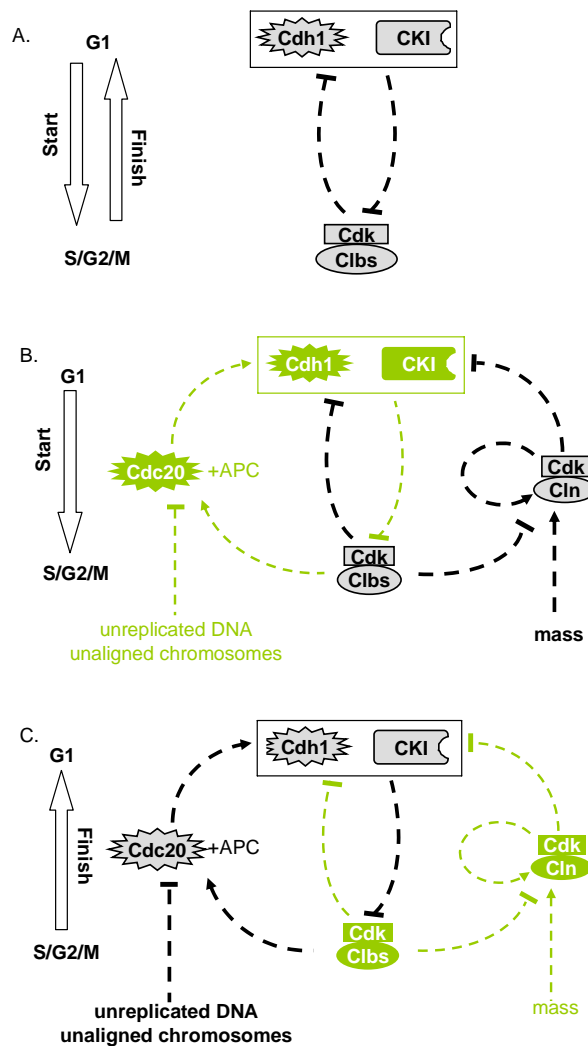 A.
G1
Start
Finish
S/G2/M
Cdh1
CKI
Cdk
Clbs
B.
G1
Start
S/G2/M
Cdh1
CKI
Cdc20 +APC
Cdk
Cln
Cdk
Clbs
unreplicated DNA
unaligned chromosomes
mass
C.
G1
Finish
S/G2/M
Cdh1
CKI
Cdc20 +APC
Cdk
Cln
Cdk
Clbs
unreplicated DNA
unaligned chromosomes
mass